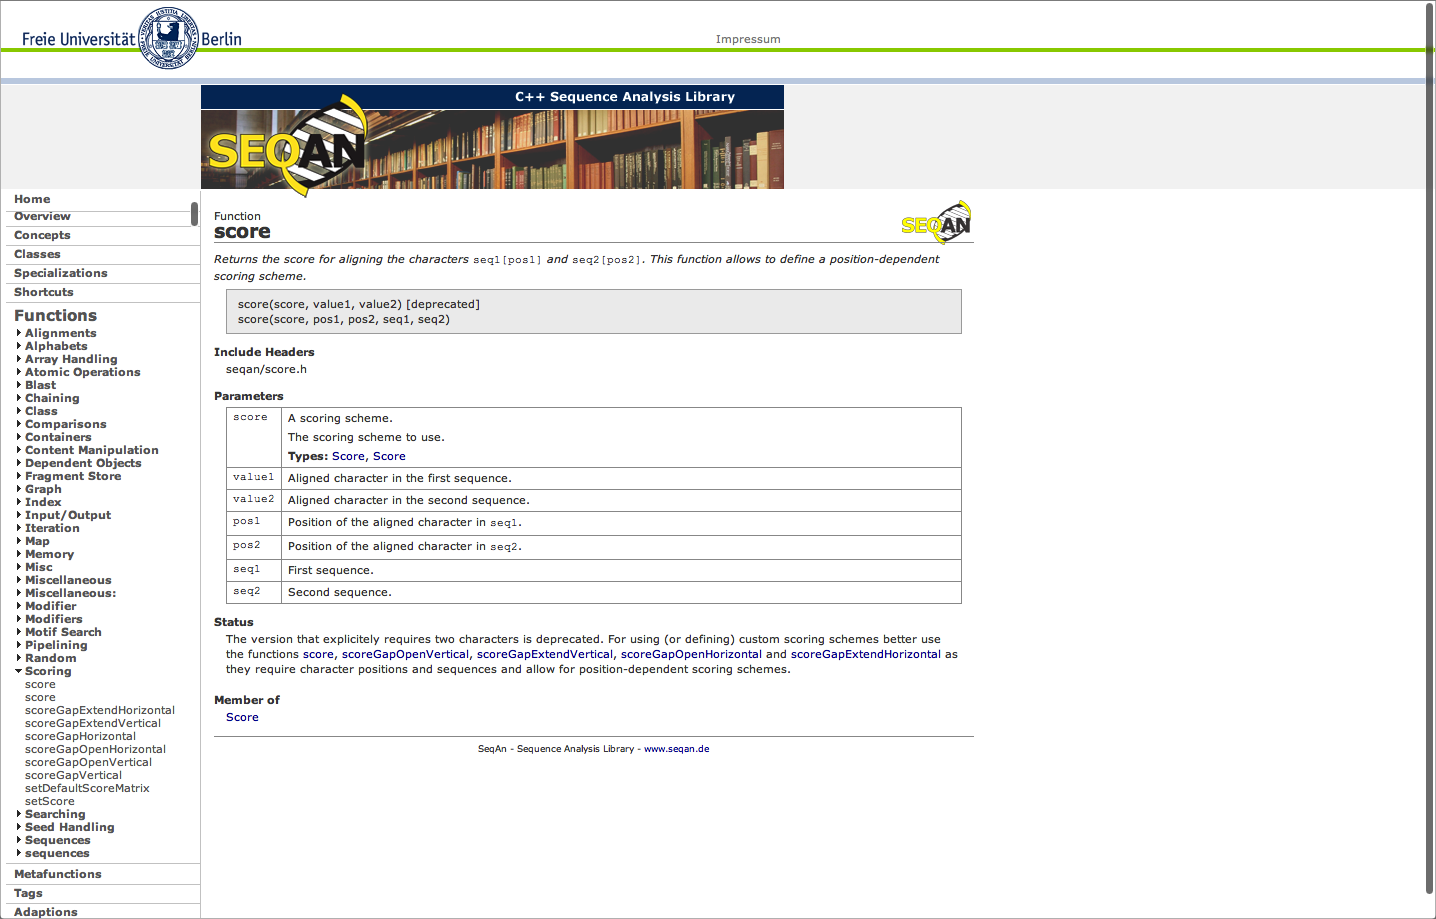 Freie Universität Berlin
Impressum
C++ Sequence Analysis Library
SEQAN
Home
Overview
Concepts
Classes
Specializations
Shortcuts
Functions
Alignments
Alphabets
Array Handling
Atomic Operations
Blast
Chaining
Class
Comparisons
Containers
Content Manipulation
Dependent Objects
Fragment Store
Graph
Index
Input/Output
Iteration
Map
Memory
Misc
Miscellaneous
Miscellaneous:
Modifier
Modifiers
Motif Search
Pipelining
Random
Scoring
score
score
scoreGapExtendHorizontal
scoreGapExtendVertical
scoreGapHorizontal
scoreGapOpenHorizontal
scoreGapOpenVertical
scoreGapVertical
setDefaultScoreMatrix
setScore
Searching
Seed Handling
Sequences
sequences
Metafunctions
Tags
Adaptions
Function
score
SEQAN
Returns the score for aligning the characters seq1[pos1] and seq2[pos2]. This function allows to define a position-dependent
scoring scheme.
score(score, value1, value2) [deprecated]
score(score, pos1, pos2, seq1, seq2)
Include Headers
seqan/score.h
Parameters
score A scoring scheme.
The scoring scheme to use.
Types: Score, Score
value1 Aligned character in the first sequence.
value2 Aligned character in the second sequence.
pos1 Position of the aligned character in seq1.
pos2 Position of the aligned character in seq2.
seq1 First sequence.
seq2 Second sequence.
Status
The version that explicitely requires two characters is deprecated. For using (or defining) custom scoring schemes better use
the functions score, scoreGapOpenVertical, scoreGapExtendVertical, scoreGapOpenHorizontal and scoreGapExtendHorizontal as
they require character positions and sequences and allow for position-dependent scoring schemes.
Member of
Score
SeqAn - Sequence Analysis Library - www.seqan.de